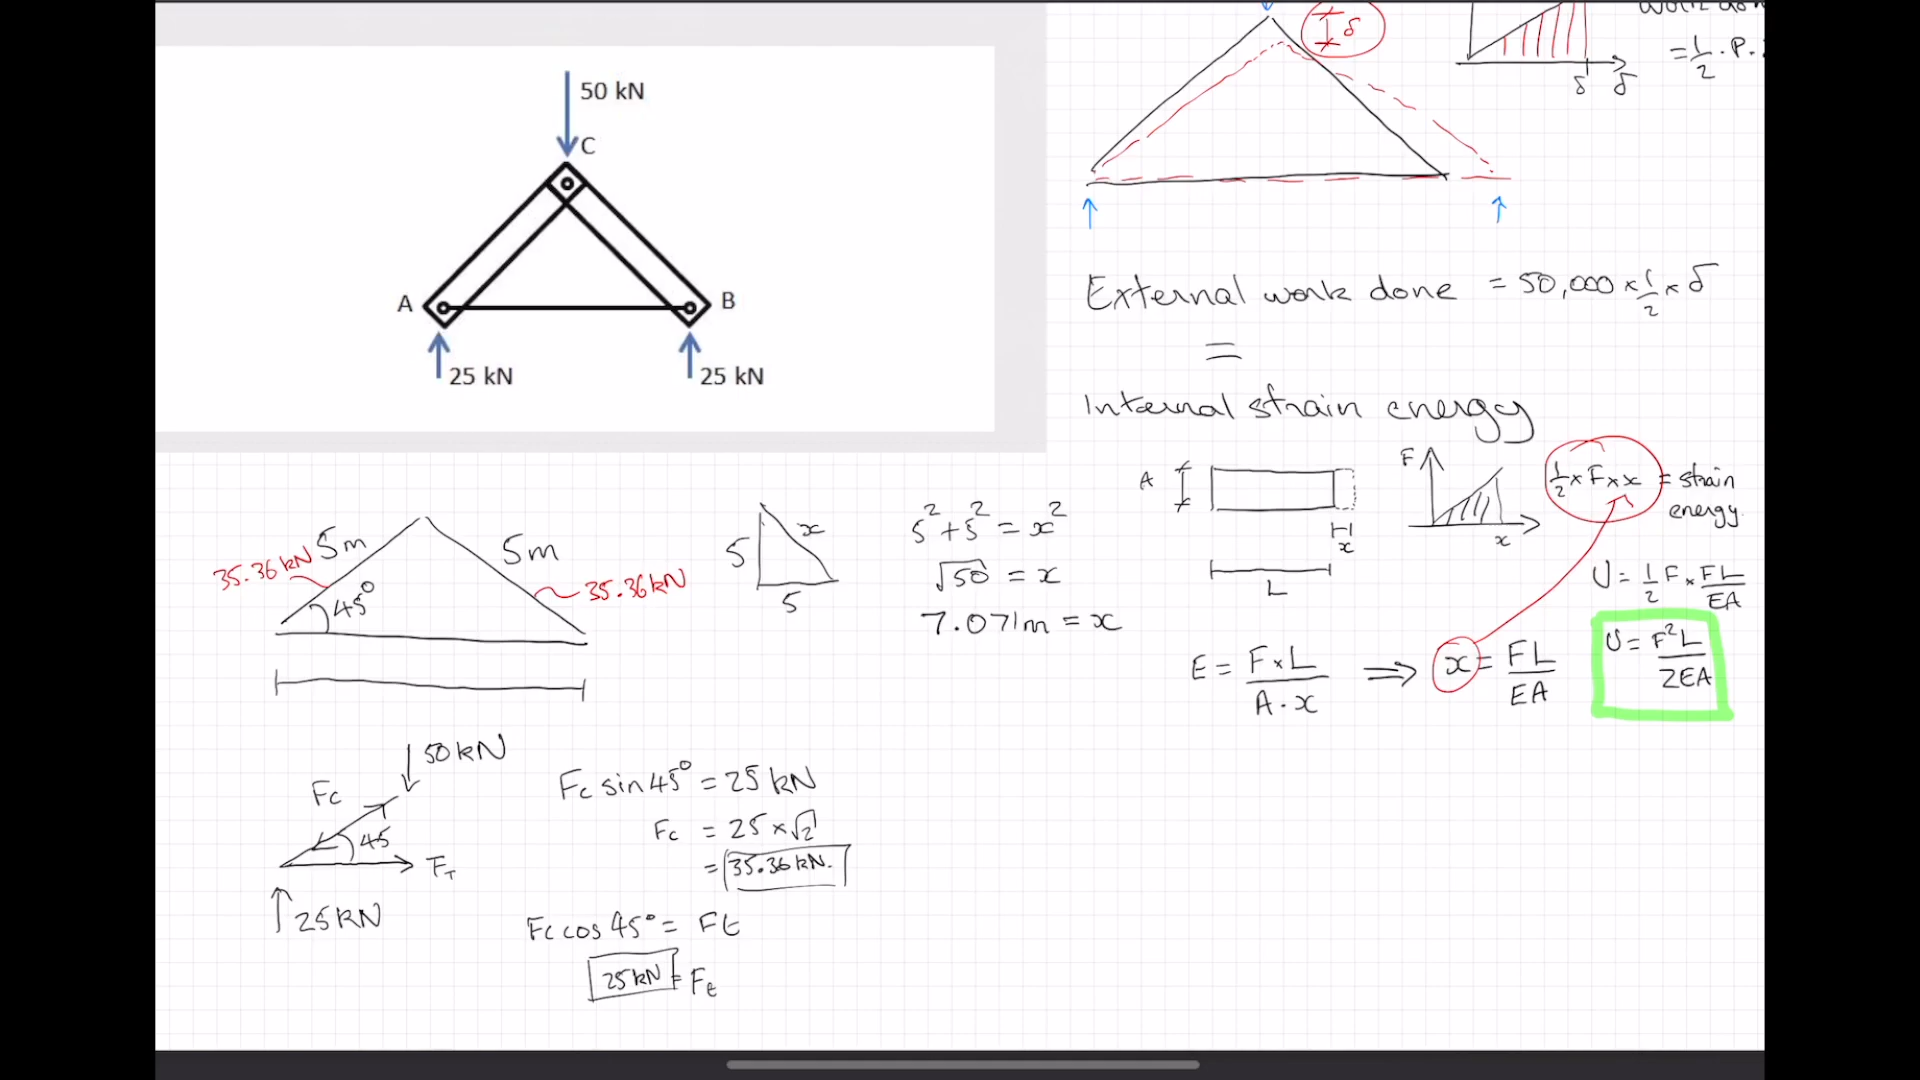 50 kN
C
A
B
25 kN
25 kN
δ
δ δ
= 1/2 . P .
External work done = 50,000 × 1/2 × δ
=
Internal strain energy
A
x
L
F
x
1/2 × F × x = strain
energy.
U = 1/2 F × FL/EA
U = F²L/2EA
E = F × L / A · x ⇒ x = FL/EA
35.36 kN
5m
5m
35.36 kN
45°
5
x
5
5² + 5² = x²
√50 = x
7.071m = x
50 kN
Fc
45
FT
25 kN
Fc sin 45° = 25 kN
Fc = 25 × √2
= 35.36 kN.
Fc cos 45° = Ft
25 kN = Ft